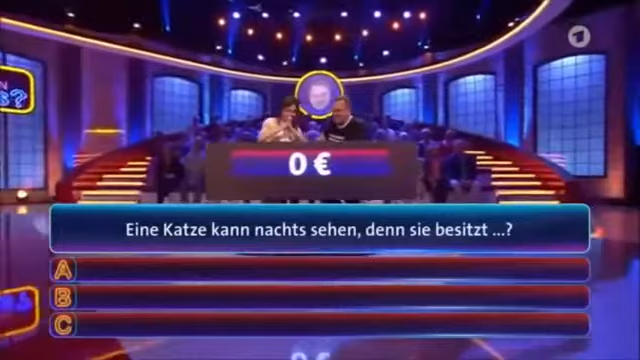 0 €
Eine Katze kann nachts sehen, denn sie besitzt ...?
A
B
C